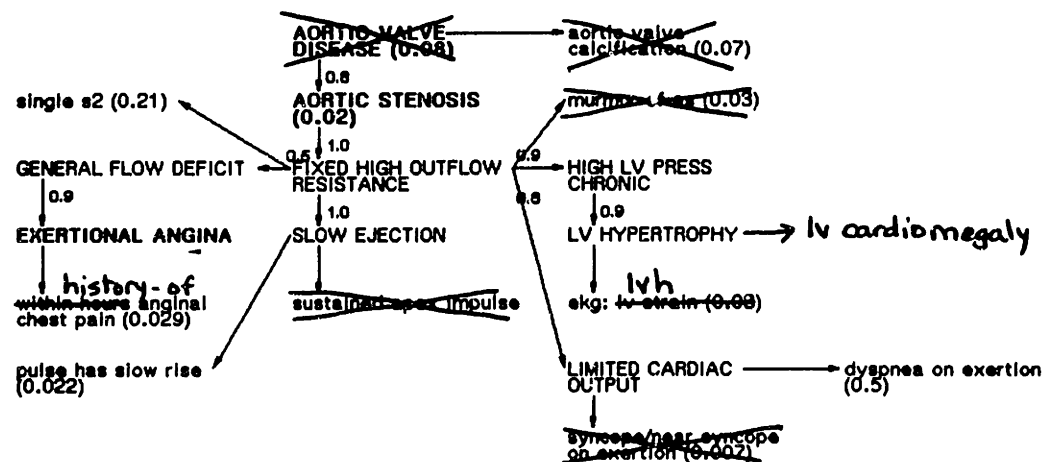 AORTIC VALVE
DISEASE (0.08)
aortic valve
calcification (0.07)
0.6
single s2 (0.21)
AORTIC STENOSIS
(0.02)
(0.03)
1.0
0.5
0.9
GENERAL FLOW DEFICIT
FIXED HIGH OUTFLOW
RESISTANCE
HIGH LV PRESS
CHRONIC
0.9
1.0
0.9
EXERTIONAL ANGINA
SLOW EJECTION
LV HYPERTROPHY
lv cardiomegaly
history-of
within hours anginal
chest pain (0.029)
sustained apex impulse
lvh
ekg: lv strain (0.03)
pulse has slow rise
(0.022)
LIMITED CARDIAC
OUTPUT
dyspnea on exertion
(0.5)
syncope/near syncope
on exertion (0.007)